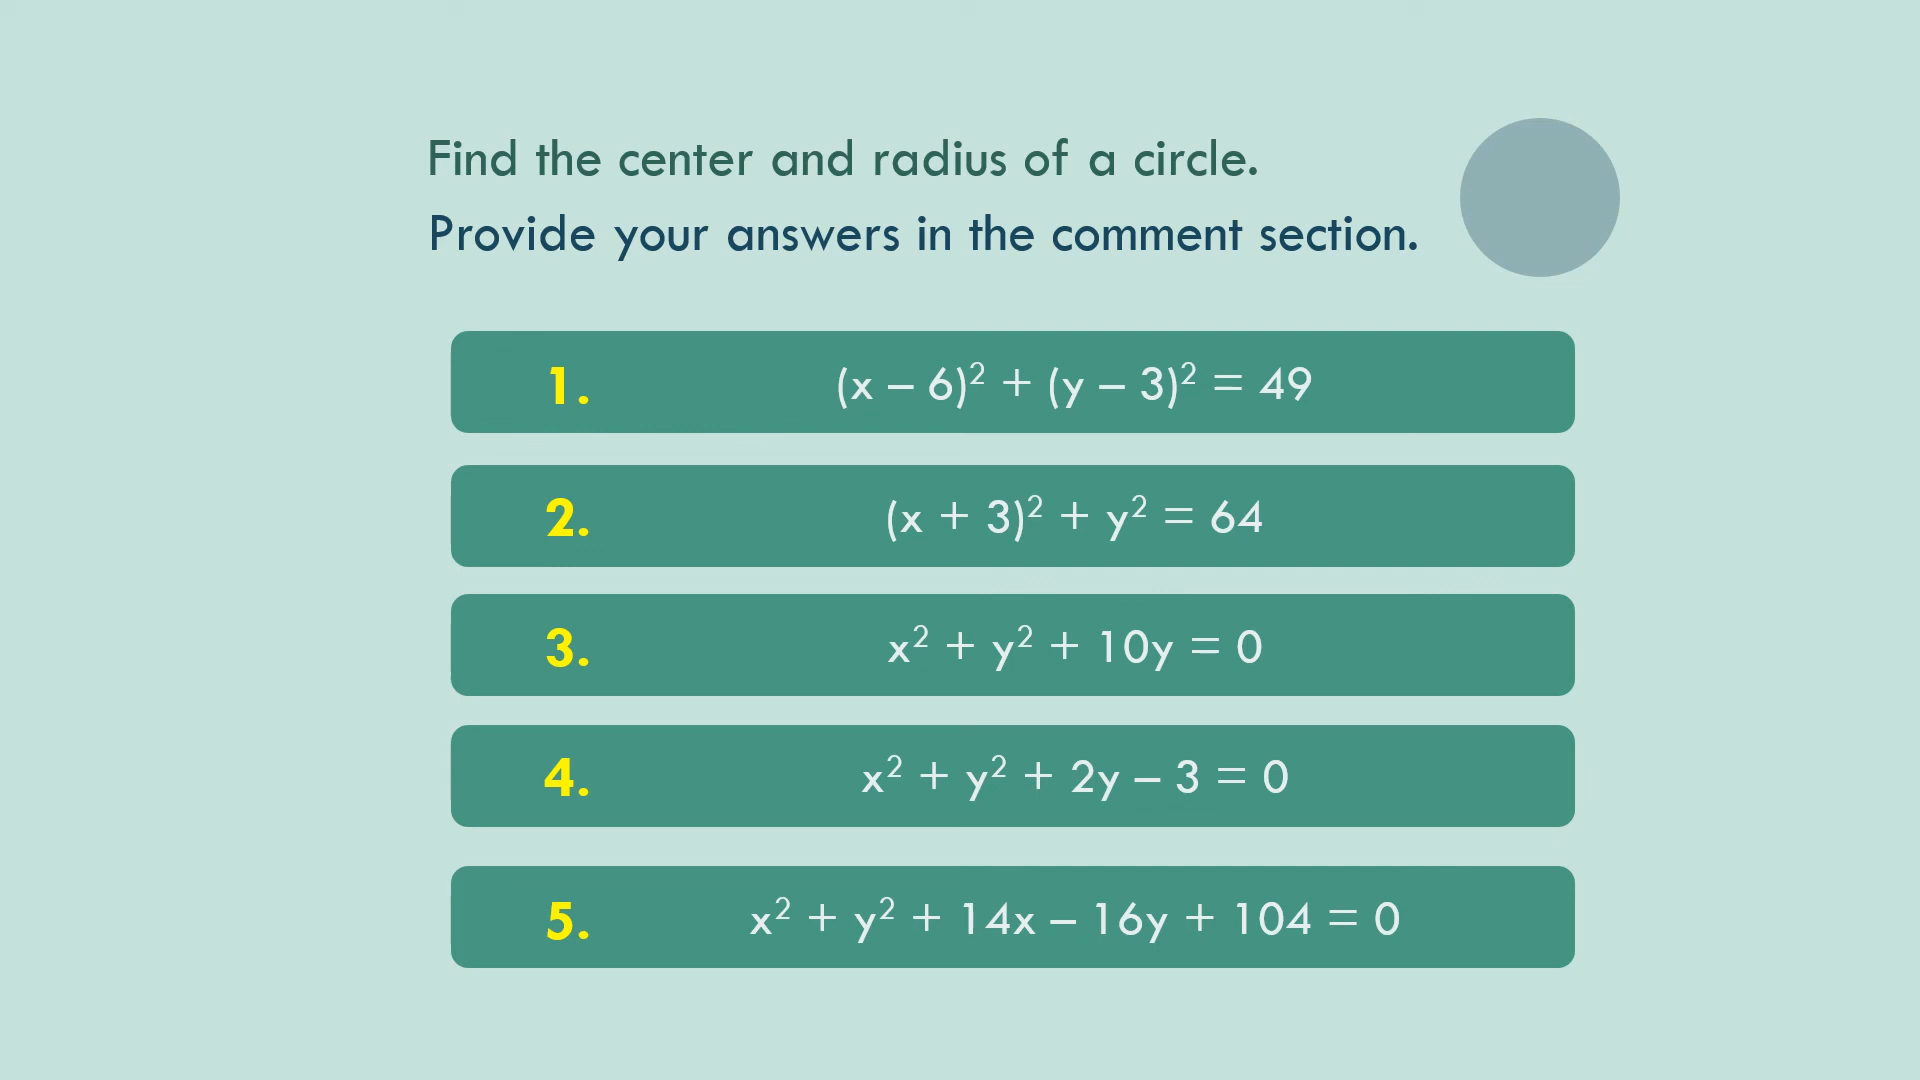 Find the center and radius of a circle.
Provide your answers in the comment section.
1. (x – 6)² + (y – 3)² = 49
2. (x + 3)² + y² = 64
3. x² + y² + 10y = 0
4. x² + y² + 2y – 3 = 0
5. x² + y² + 14x – 16y + 104 = 0